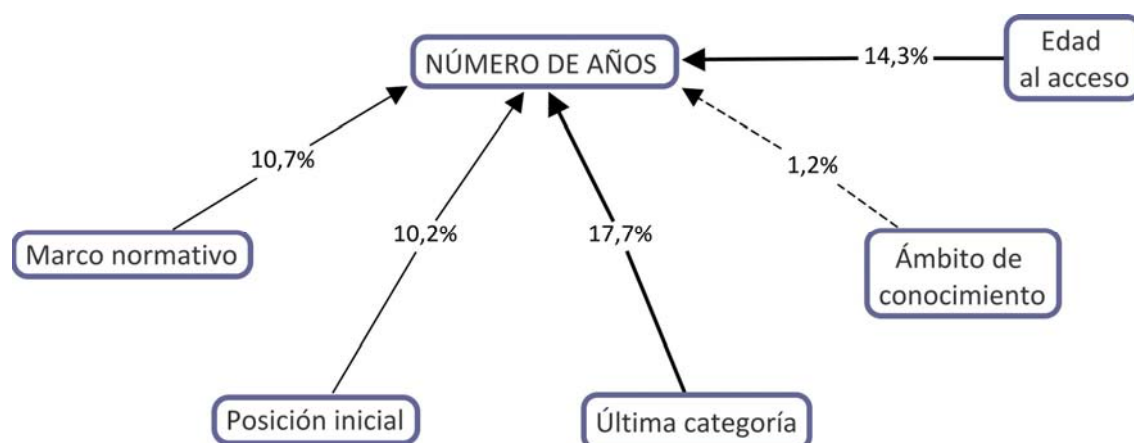 NÚMERO DE AÑOS
14,3%
Edad
al acceso
10,7%
1,2%
10,2%
17,7%
Marco normativo
Ámbito de
conocimiento
Posición inicial
Última categoría